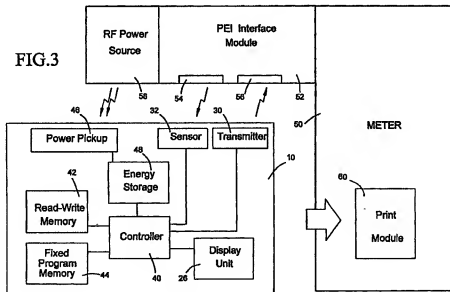 FIG.3
RF Power
Source
PEI Interface
Module
58
54
56
52
46
32
30
50
METER
Power Pickup
Sensor
Transmitter
48
10
42
Energy
Storage
60
Read-Write
Memory
Controller
Print
Module
Fixed
Program
Memory
Display
Unit
44
40
26